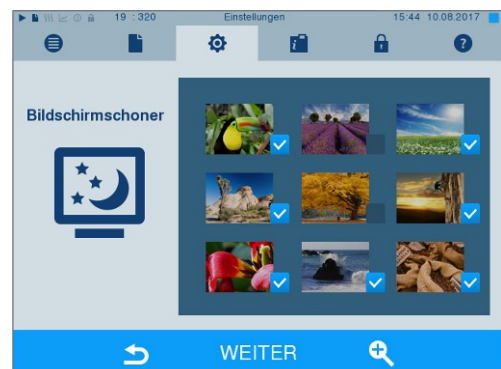 19 : 320 Einstellungen 15:44 10.08.2017
i ?
Bildschirmschoner
WEITER